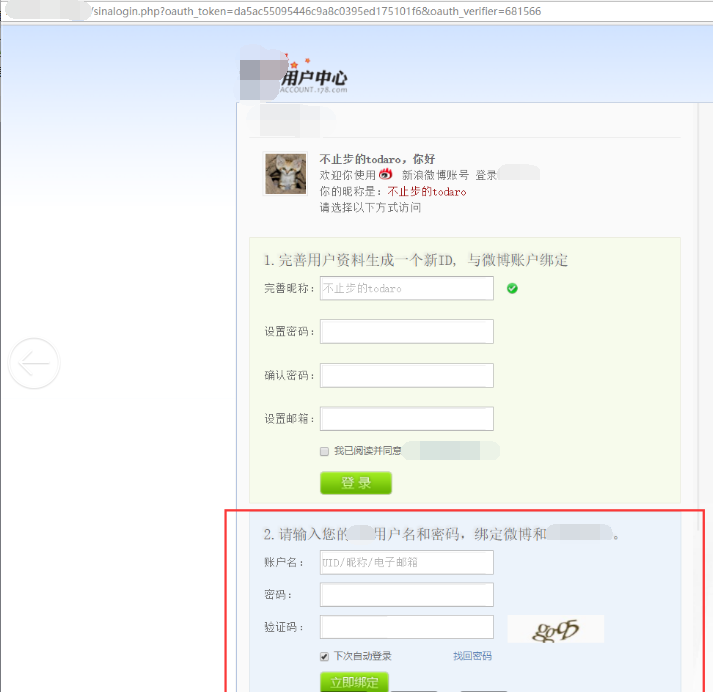 /sinalogin.php?oauth_token=da5ac55095446c9a8c0395ed175101f6&oauth_verifier=681566
用户中心
ACCOUNT.178.com
不止步的todaro，你好
欢迎你使用 新浪微博账号 登录
你的昵称是：不止步的todaro
请选择以下方式访问
1.完善用户资料生成一个新ID，与微博账户绑定
完善昵称：不止步的todaro
设置密码：
确认密码：
设置邮箱：
我已阅读并同意
登录
2.请输入您的 用户名和密码，绑定微博和 。
账户名：UID/昵称/电子邮箱
密码：
验证码：
下次自动登录 找回密码
立即绑定